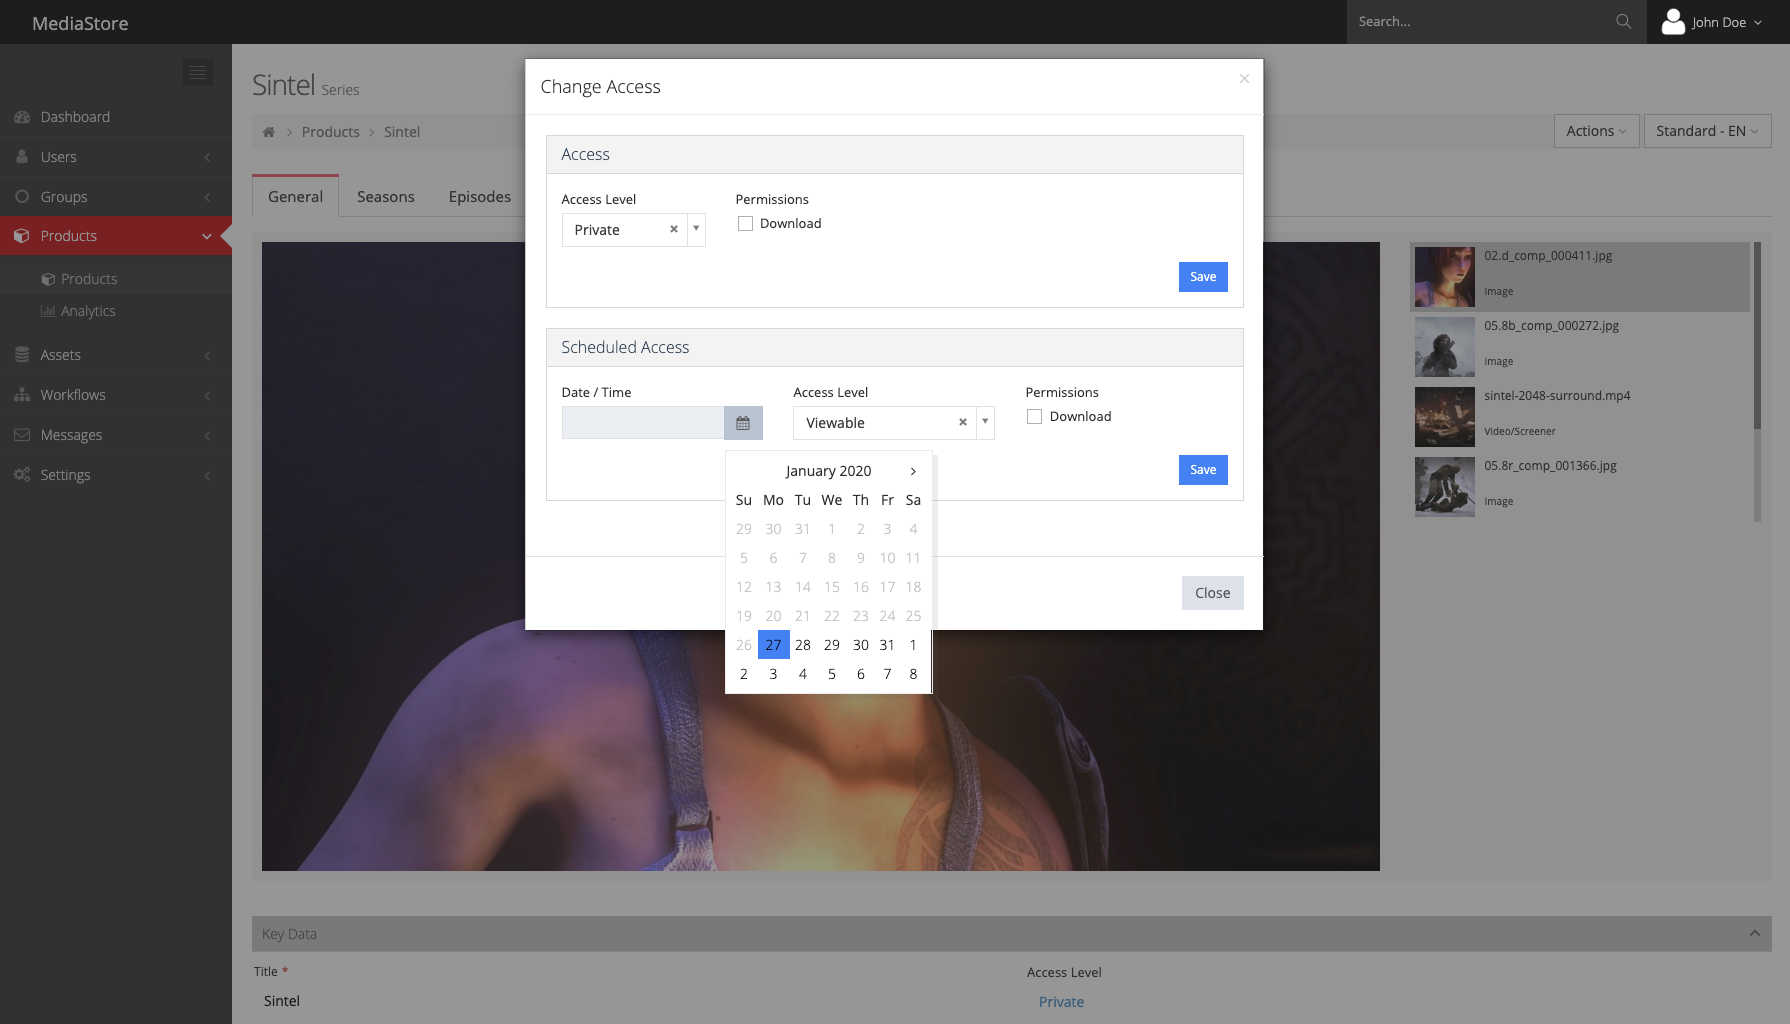 MediaStore
Search...
John Doe
Sintel Series
Products
Sintel
Actions
Standard - EN
Dashboard
Users
Groups
Products
Products
Analytics
Assets
Workflows
Messages
Settings
General
Seasons
Episodes
Change Access
×
Access
Access Level
Permissions
Private
Download
Save
Scheduled Access
Date / Time
Access Level
Permissions
Viewable
Download
Save
January 2020
Su Mo Tu We Th Fr Sa
29 30 31 1 2 3 4
5 6 7 8 9 10 11
12 13 14 15 16 17 18
19 20 21 22 23 24 25
26 27 28 29 30 31 1
2 3 4 5 6 7 8
Close
02.d_comp_000411.jpg
Image
05.8b_comp_000272.jpg
Image
sintel-2048-surround.mp4
Video/Screener
05.8r_comp_001366.jpg
Image
Key Data
Title *
Sintel
Access Level
Private